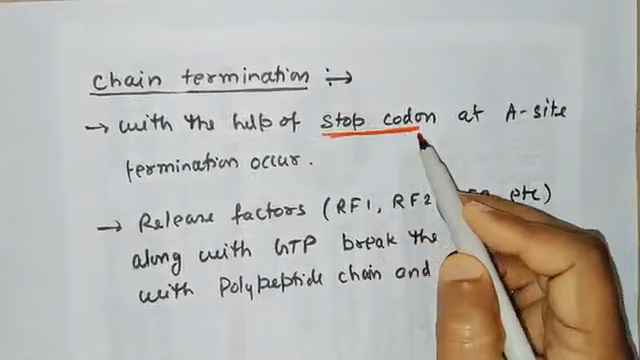 Chain termination :→
→ with the help of stop codon at A-site
termination occur.
→ Release factors (RF1, RF2 etc)
along with GTP break the
with Polypeptide chain and